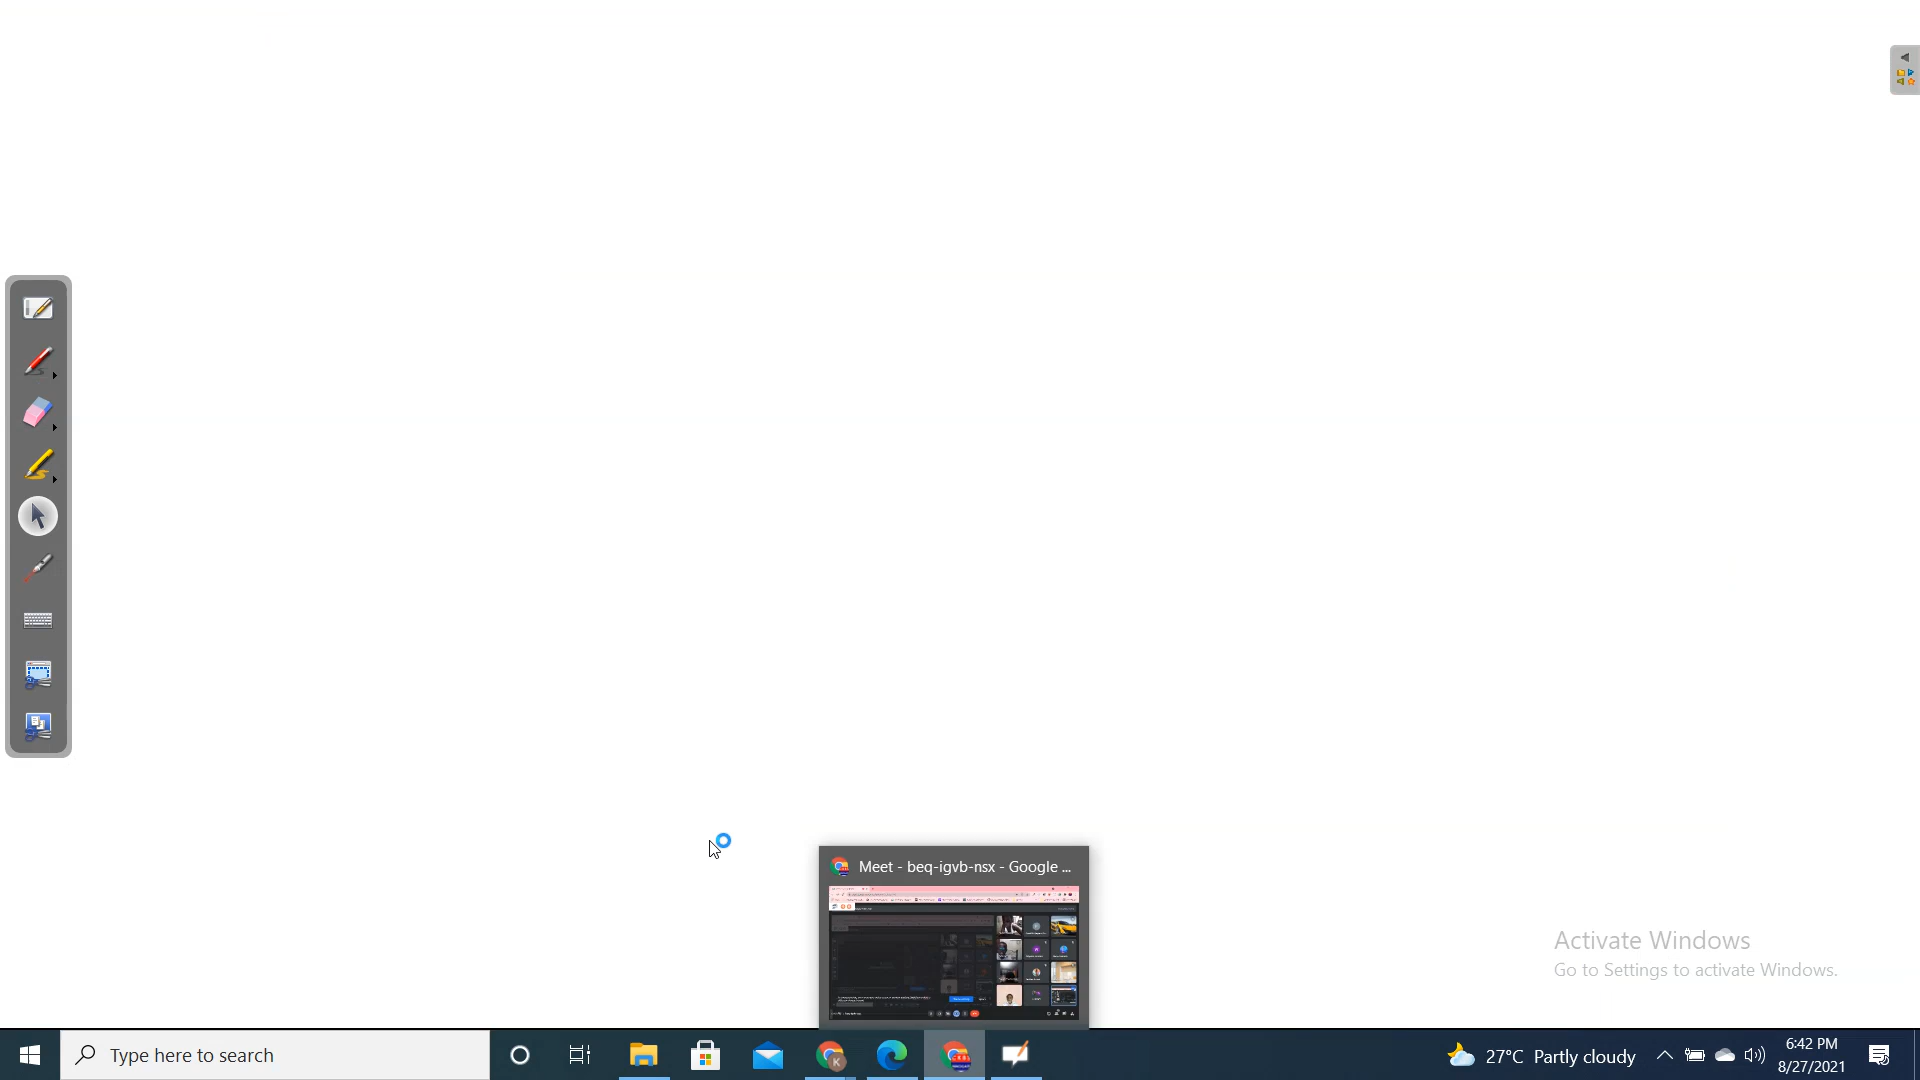 Meet - beq-igvb-nsx - Google ...
Activate Windows
Go to Settings to activate Windows.
Type here to search
K
27°C Partly cloudy
6:42 PM
8/27/2021